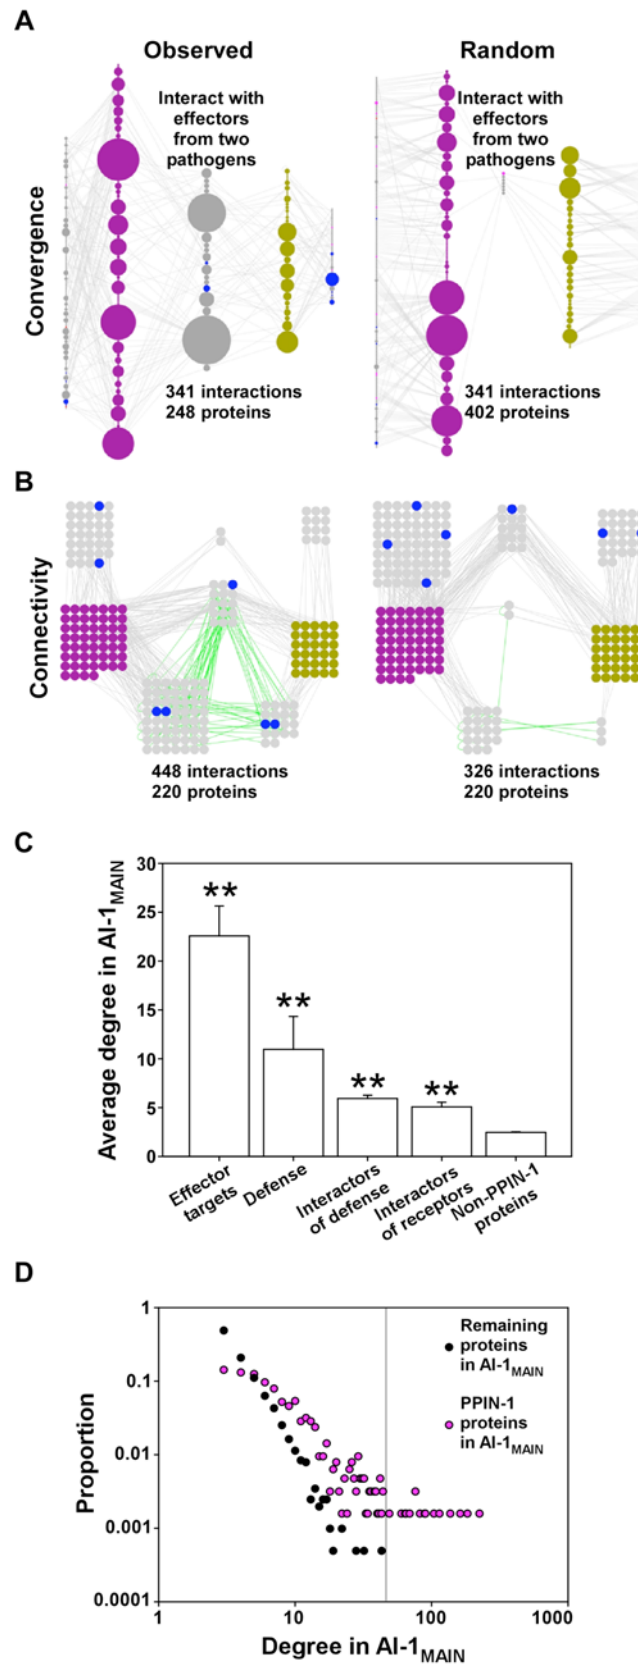 A
Observed
Random
Convergence
Interact with
effectors
from two
pathogens
Interact with
effectors
from two
pathogens
341 interactions
248 proteins
341 interactions
402 proteins
B
Connectivity
448 interactions
220 proteins
326 interactions
220 proteins
C
Average degree in AI-1MAIN
30
25
20
15
10
5
0
**
**
**
**
Effector
targets
Defense
Interactors
of defense
Interactors
of receptors
Non-PPIN-1
proteins
D
Proportion
1
0.1
0.01
0.001
0.0001
Remaining
proteins
in AI-1MAIN
PPIN-1
proteins
in AI-1MAIN
1
10
100
1000
Degree in AI-1MAIN